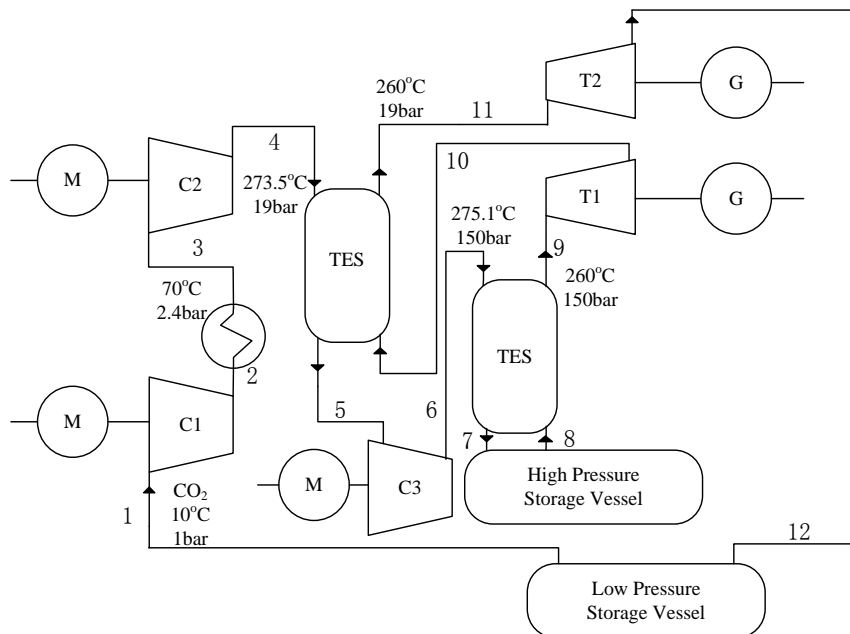 T2
G
260°C
19bar
11
4
10
M
C2
273.5°C
19bar
T1
G
3
275.1°C
150bar
9
TES
260°C
150bar
70°C
2.4bar
TES
2
M
C1
5
6
7
8
M
C3
High Pressure
Storage Vessel
CO₂
10°C
1bar
1
12
Low Pressure
Storage Vessel